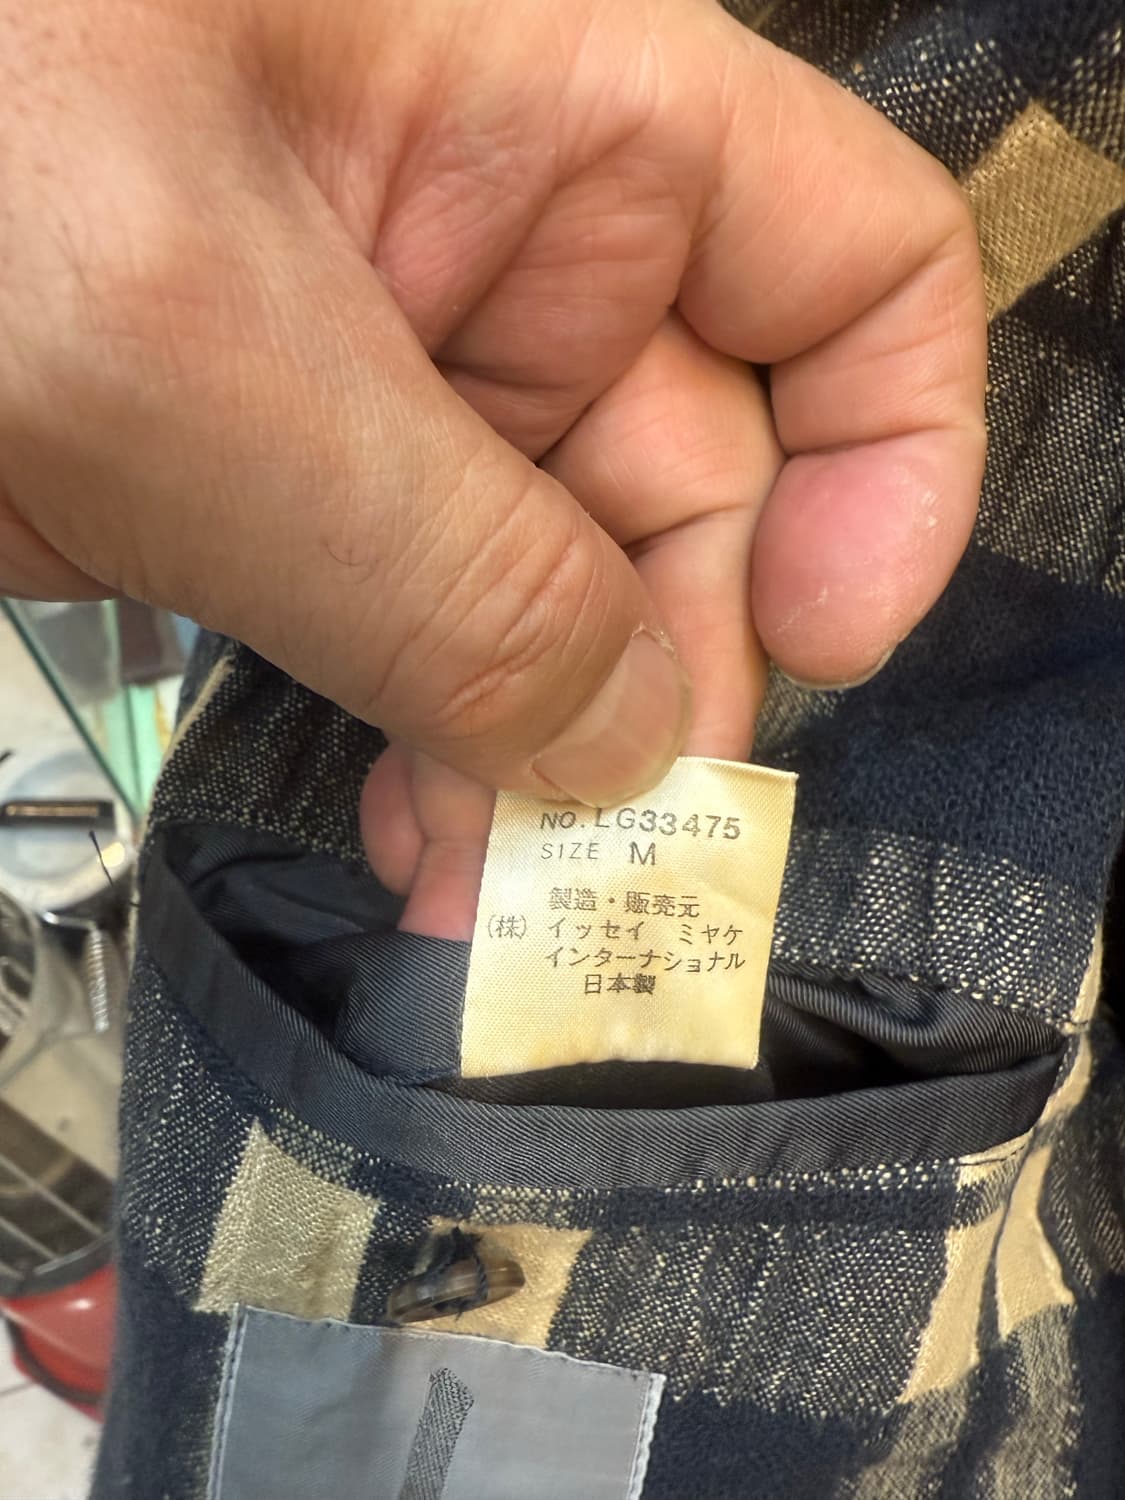 NO. LG33475
SIZE M
製造・販売元
(株) イッセイ ミヤケ
インターナショナル
日本製